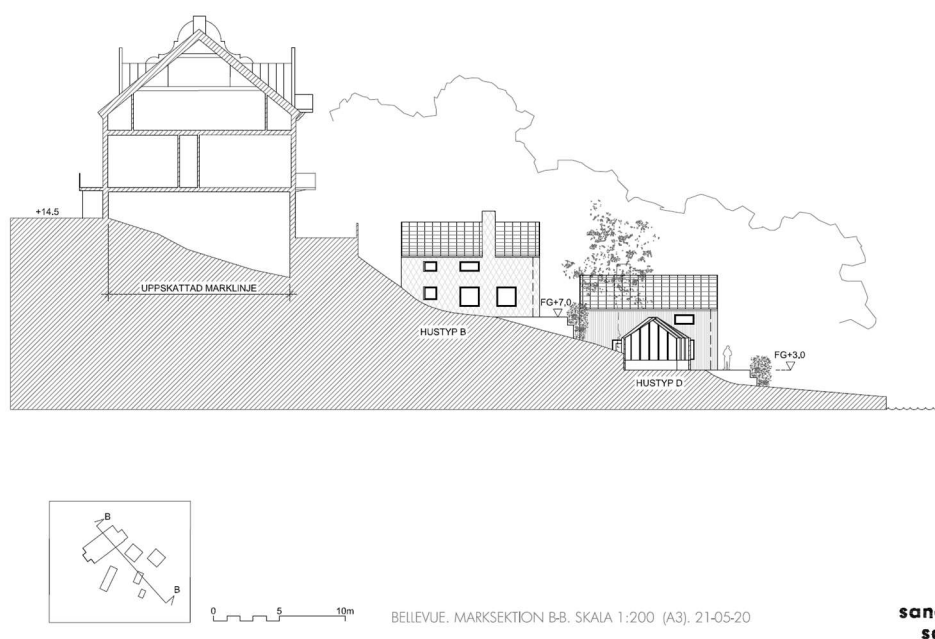 +14.5
UPPSKATTAD MARKLINJE
FG+7,0
HUSTYP B
FG+3,0
HUSTYP D
B
B
0 5 10m
BELLEVUE. MARKSEKTION B-B. SKALA 1:200 (A3). 21-05-20